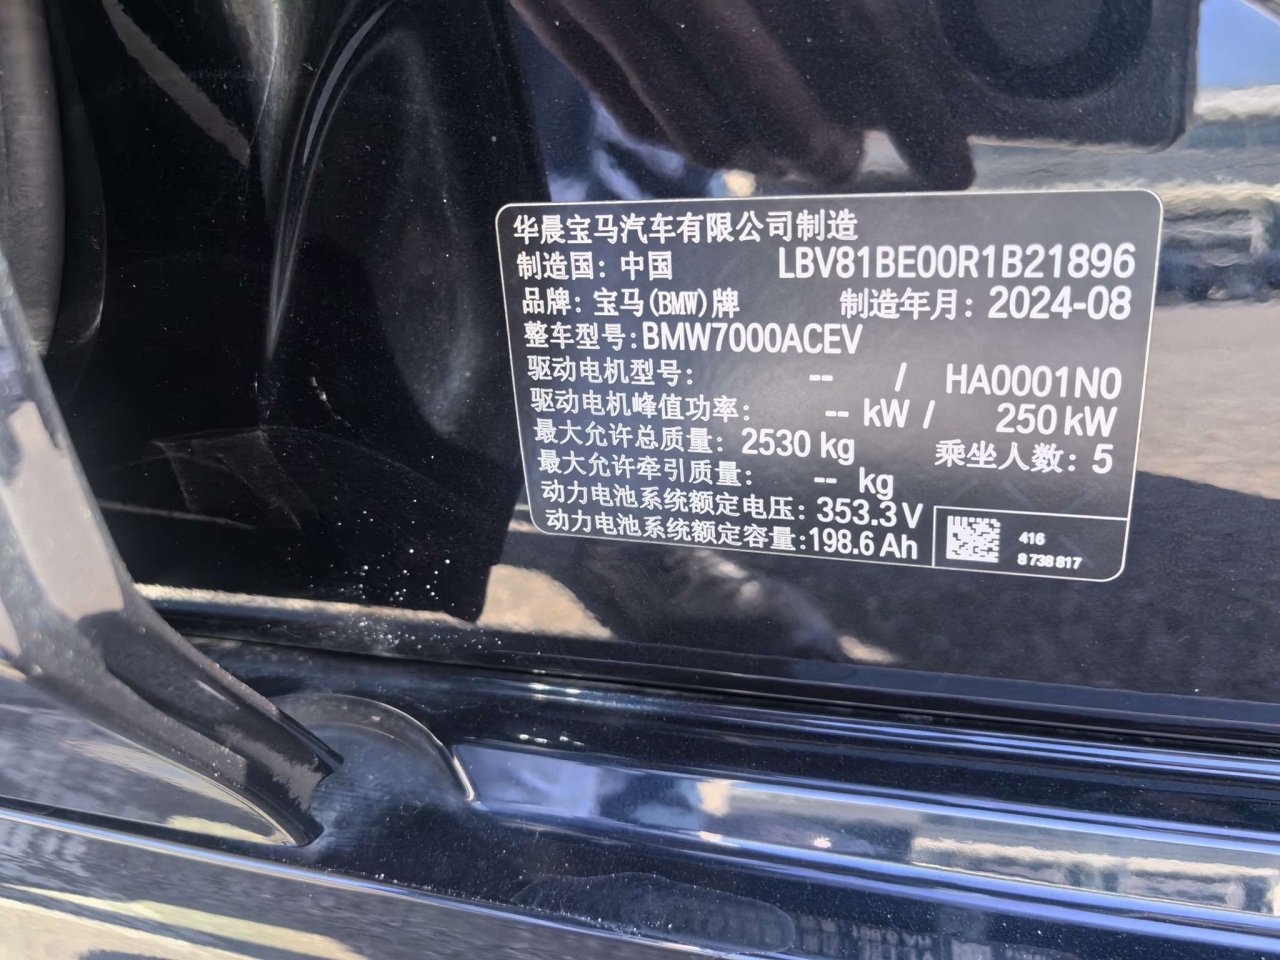 华晨宝马汽车有限公司制造
制造国：中国 LBV81BE00R1B21896
品牌：宝马(BMW)牌 制造年月：2024-08
整车型号：BMW7000ACEV
驱动电机型号： -- / HA0001N0
驱动电机峰值功率： -- kW / 250 kW
最大允许总质量：2530 kg 乘坐人数：5
最大允许牵引质量： -- kg
动力电池系统额定电压：353.3 V
动力电池系统额定容量:198.6 Ah
416
8 738 817